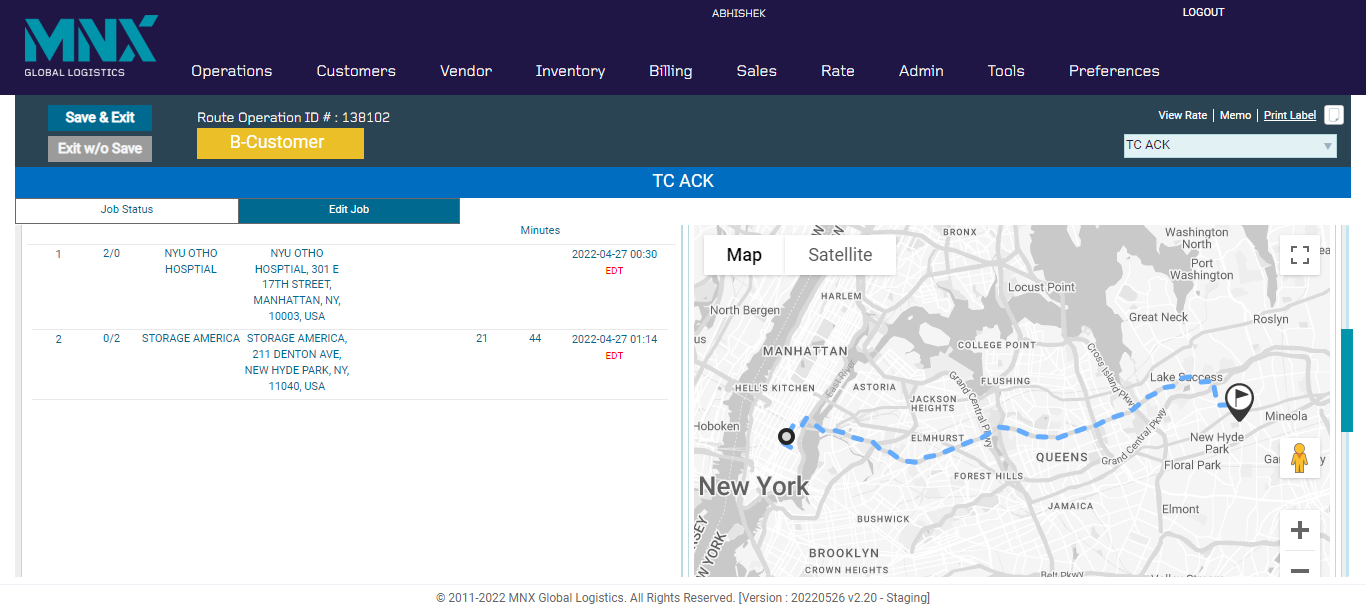 MNX
GLOBAL LOGISTICS
ABHISHEK
LOGOUT
Operations
Customers
Vendor
Inventory
Billing
Sales
Rate
Admin
Tools
Preferences
Save & Exit
Exit w/o Save
Route Operation ID # : 138102
B-Customer
View Rate | Memo | Print Label
TC ACK
TC ACK
Job Status
Edit Job
Minutes
1
2/0
NYU OTHO
HOSPTIAL
NYU OTHO
HOSPTIAL, 301 E
17TH STREET,
MANHATTAN, NY,
10003, USA
2022-04-27 00:30
EDT
2
0/2
STORAGE AMERICA
STORAGE AMERICA,
211 DENTON AVE,
NEW HYDE PARK, NY,
11040, USA
21
44
2022-04-27 01:14
EDT
Map
Satellite
BRONX
Washington
North
Port
Washington
Locust Point
HARLEM
North Bergen
Great Neck
Roslyn
MANHATTAN
COLLEGE POINT
Cross Island Pkwy
East River
HELL'S KITCHEN
ASTORIA
FLUSHING
Lake Success
Grand Central Pkwy
JACKSON
HEIGHTS
Mineola
Hoboken
ELMHURST
Grand Central Pkwy
New Hyde
Park
QUEENS
Floral Park
FOREST HILLS
New York
JAMAICA
Elmont
BUSHWICK
BROOKLYN
CROWN HEIGHTS
W YORK
© 2011-2022 MNX Global Logistics. All Rights Reserved. [Version : 20220526 v2.20 - Staging]